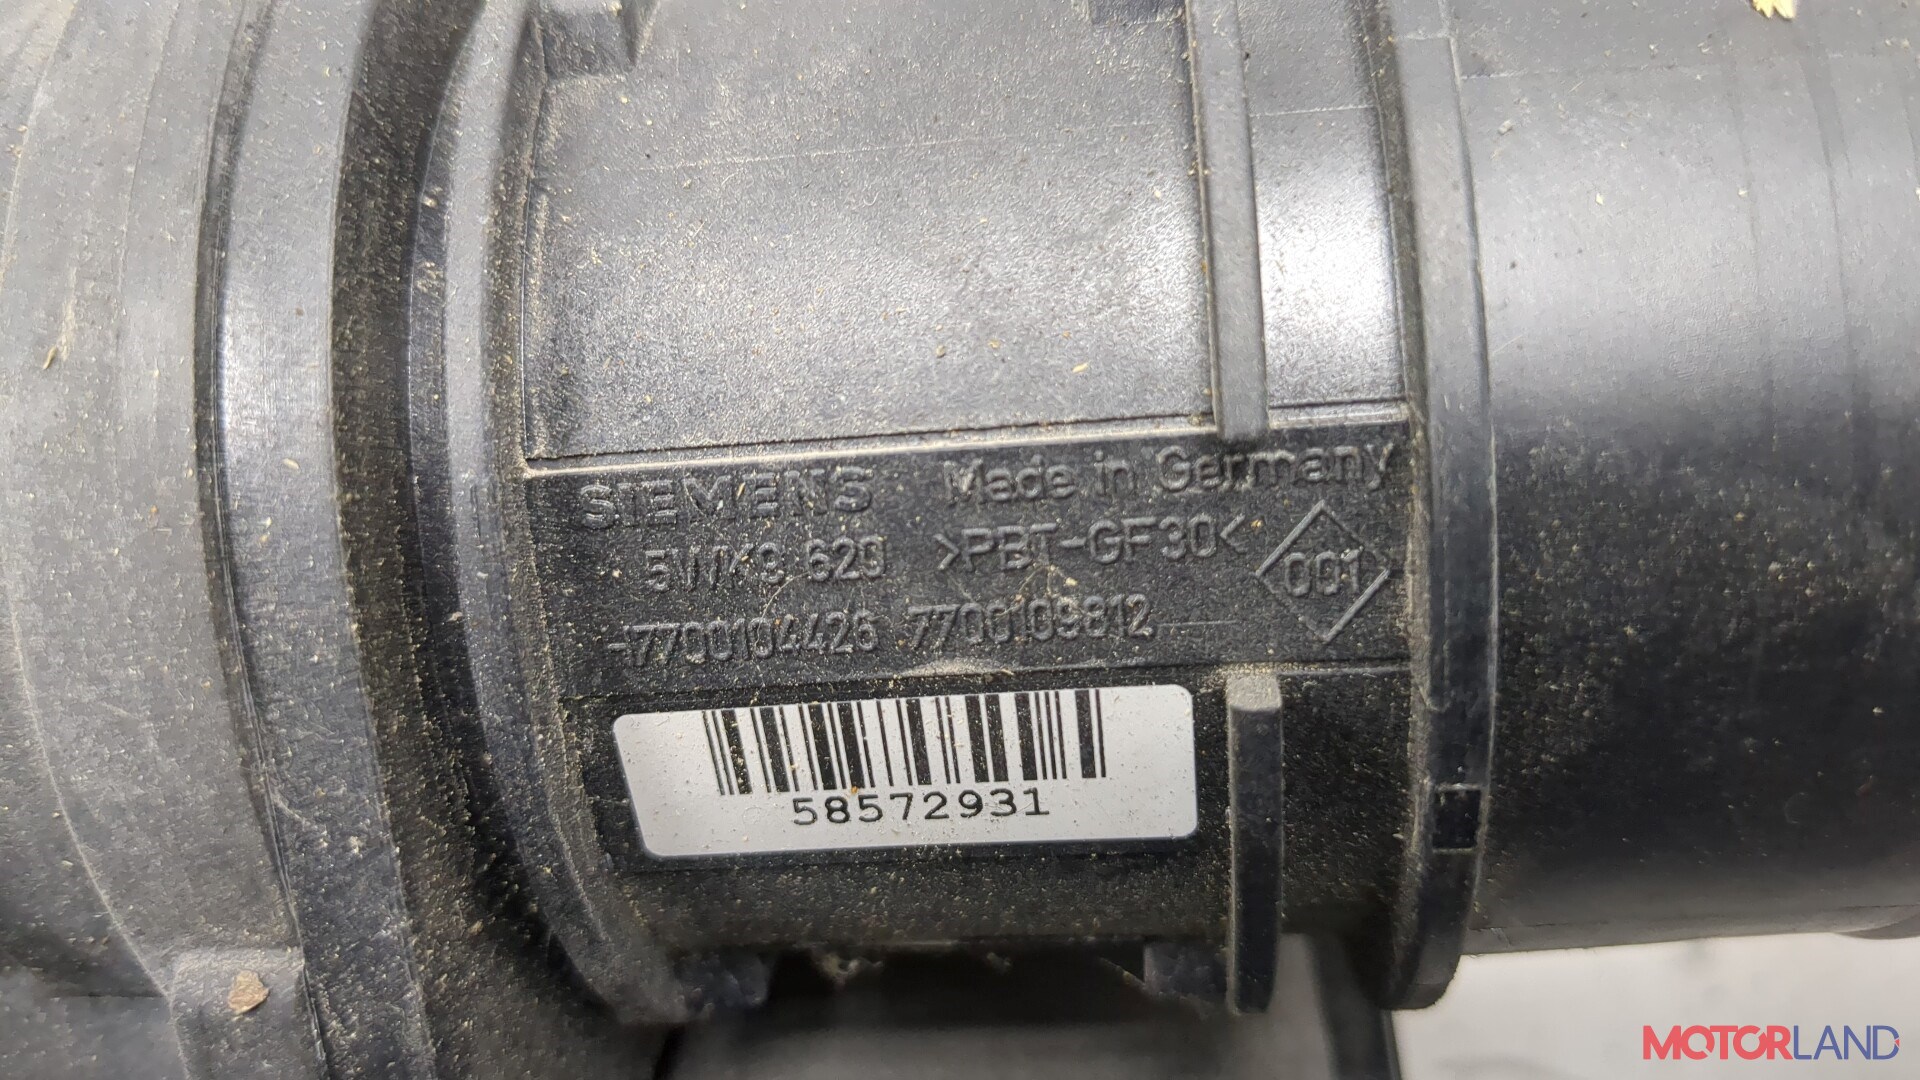 SIEMENS Made in Germany
5WK9 620 >PBT-GF30< 001
7700104426 7700109812
58572931
MOTORLAND